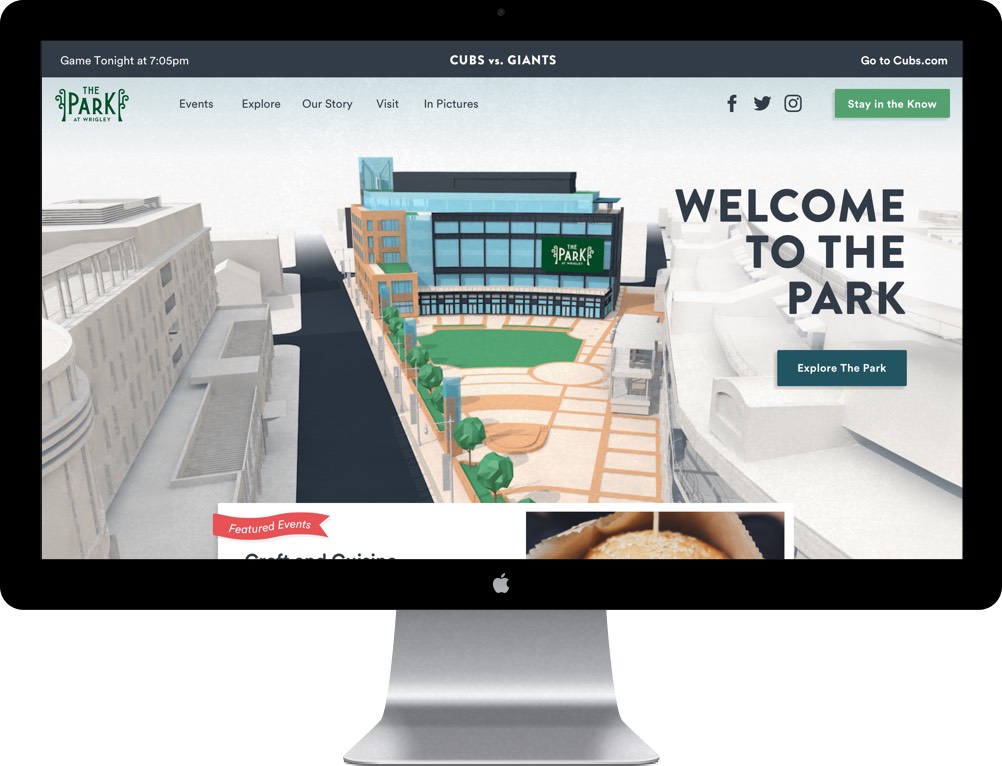 Game Tonight at 7:05pm
CUBS vs. GIANTS
Go to Cubs.com
THE
PARK
AT WRIGLEY
Events
Explore
Our Story
Visit
In Pictures
Stay in the Know
WELCOME
TO THE
PARK
THE
PARK
AT WRIGLEY
Explore The Park
Featured Events
Craft and Cuisine